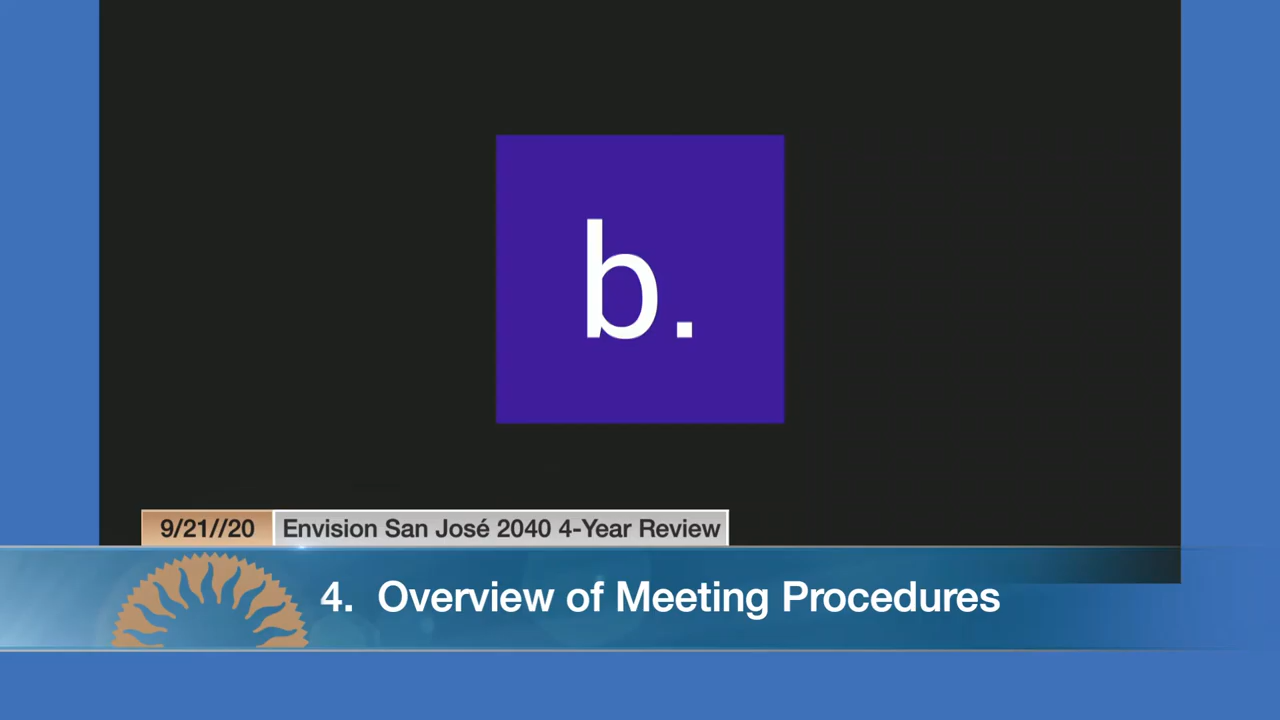 b.
9/21//20 Envision San José 2040 4-Year Review
4. Overview of Meeting Procedures